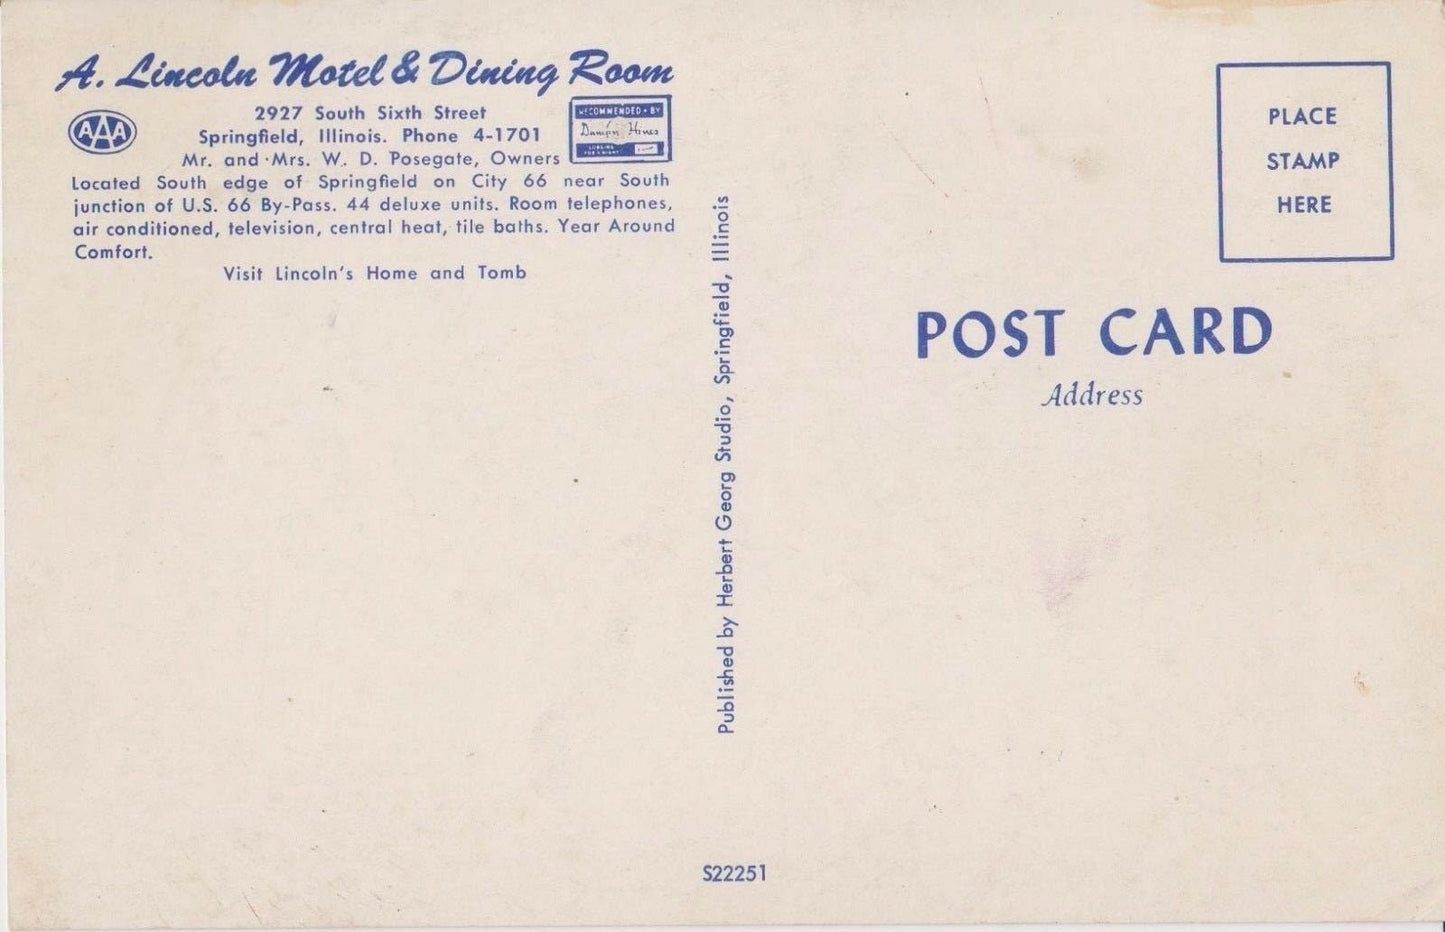 A. Lincoln Motel & Dining Room
AAA
2927 South Sixth Street
Springfield, Illinois. Phone 4-1701
Mr. and Mrs. W. D. Posegate, Owners
RECOMMENDED • BY
Duncan Hines
LODGING
FOR A NIGHT
Located South edge of Springfield on City 66 near South
junction of U.S. 66 By-Pass. 44 deluxe units. Room telephones,
air conditioned, television, central heat, tile baths. Year Around
Comfort.
Visit Lincoln's Home and Tomb
Published by Herbert Georg Studio, Springfield, Illinois
S22251
PLACE
STAMP
HERE
POST CARD
Address